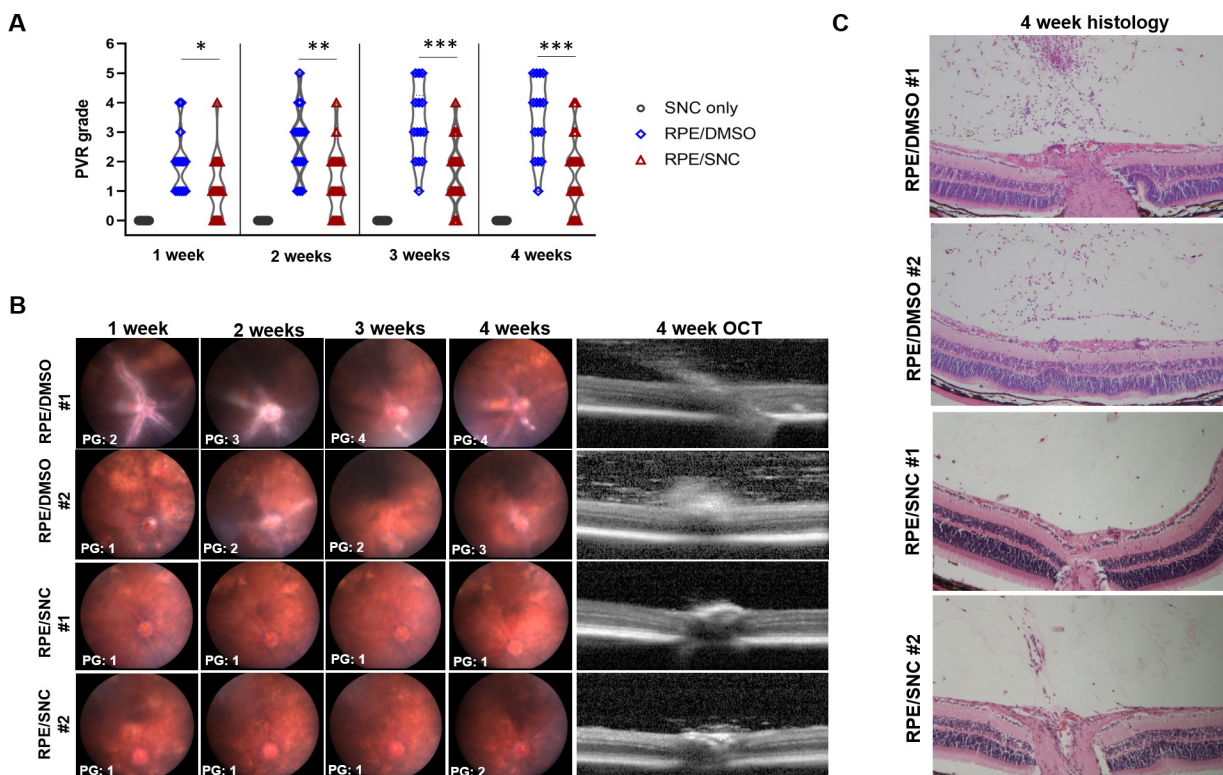 A
PVR grade
6
5
4
3
2
1
0
*
**
***
***
1 week
2 weeks
3 weeks
4 weeks
SNC only
RPE/DMSO
RPE/SNC
B
1 week
2 weeks
3 weeks
4 weeks
4 week OCT
RPE/DMSO
#1
PG: 2
PG: 3
PG: 4
PG: 4
RPE/DMSO
#2
PG: 1
PG: 2
PG: 2
PG: 3
RPE/SNC
#1
PG: 1
PG: 1
PG: 1
PG: 1
RPE/SNC
#2
PG: 1
PG: 1
PG: 1
PG: 2
C
4 week histology
RPE/DMSO #1
RPE/DMSO #2
RPE/SNC #1
RPE/SNC #2